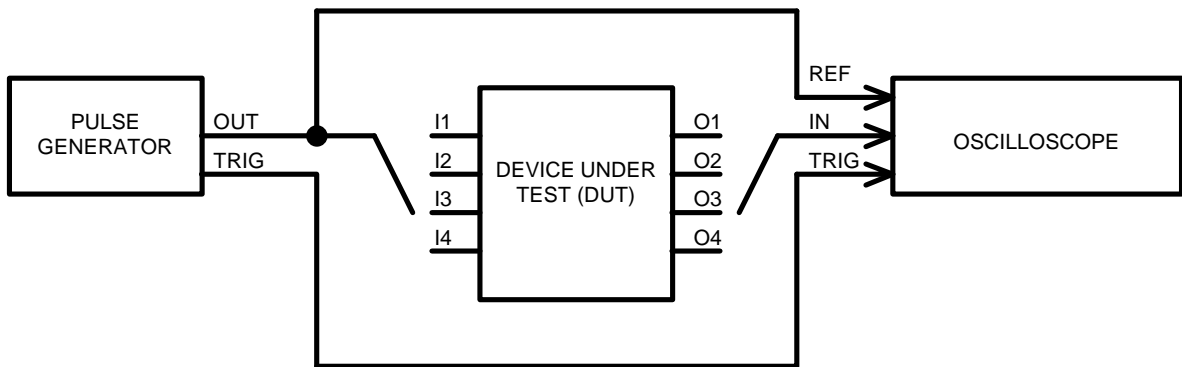 PULSE
GENERATOR
OUT
TRIG
I1
I2
I3
I4
DEVICE UNDER
TEST (DUT)
O1
O2
O3
O4
REF
IN
TRIG
OSCILLOSCOPE